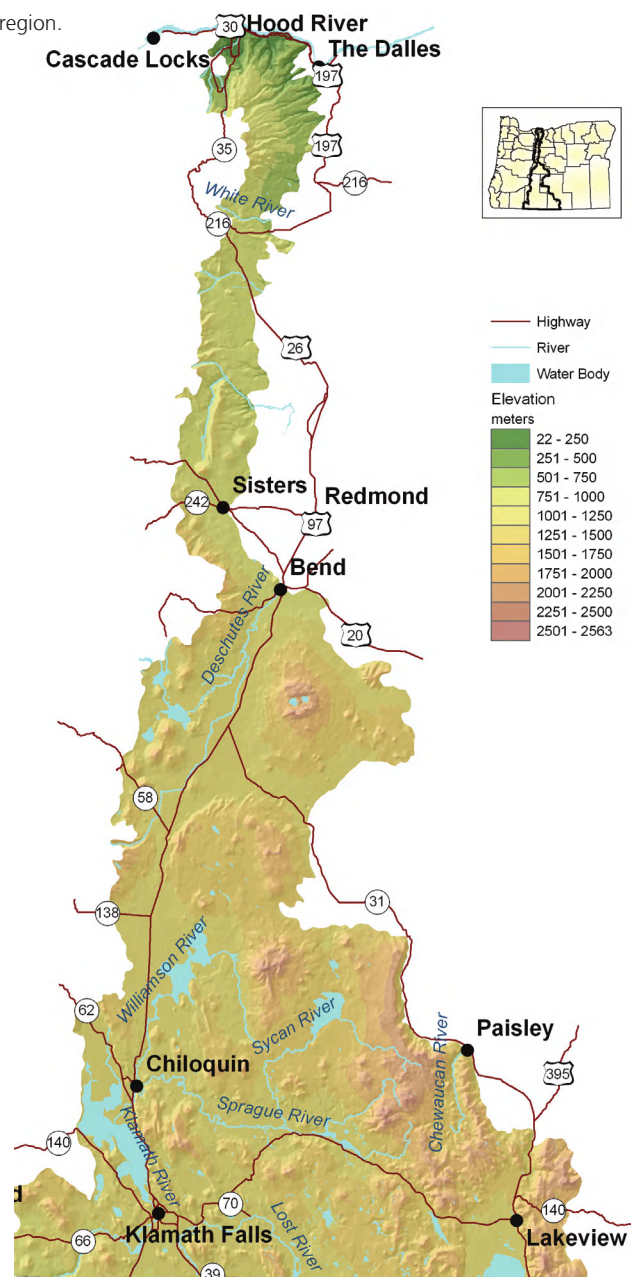 region.
30
Hood River
Cascade Locks
The Dalles
197
35
197
216
White River
216
26
Highway
River
Water Body
Elevation
meters
22 - 250
251 - 500
501 - 750
751 - 1000
1001 - 1250
1251 - 1500
1501 - 1750
1751 - 2000
2001 - 2250
2251 - 2500
2501 - 2563
Sisters
Redmond
242
97
Bend
Deschutes River
20
58
31
138
Williamson River
62
Sycan River
Paisley
Chewaucan River
Chiloquin
395
Sprague River
Klamath River
140
d
70
140
Lost River
Klamath Falls
Lakeview
66
39